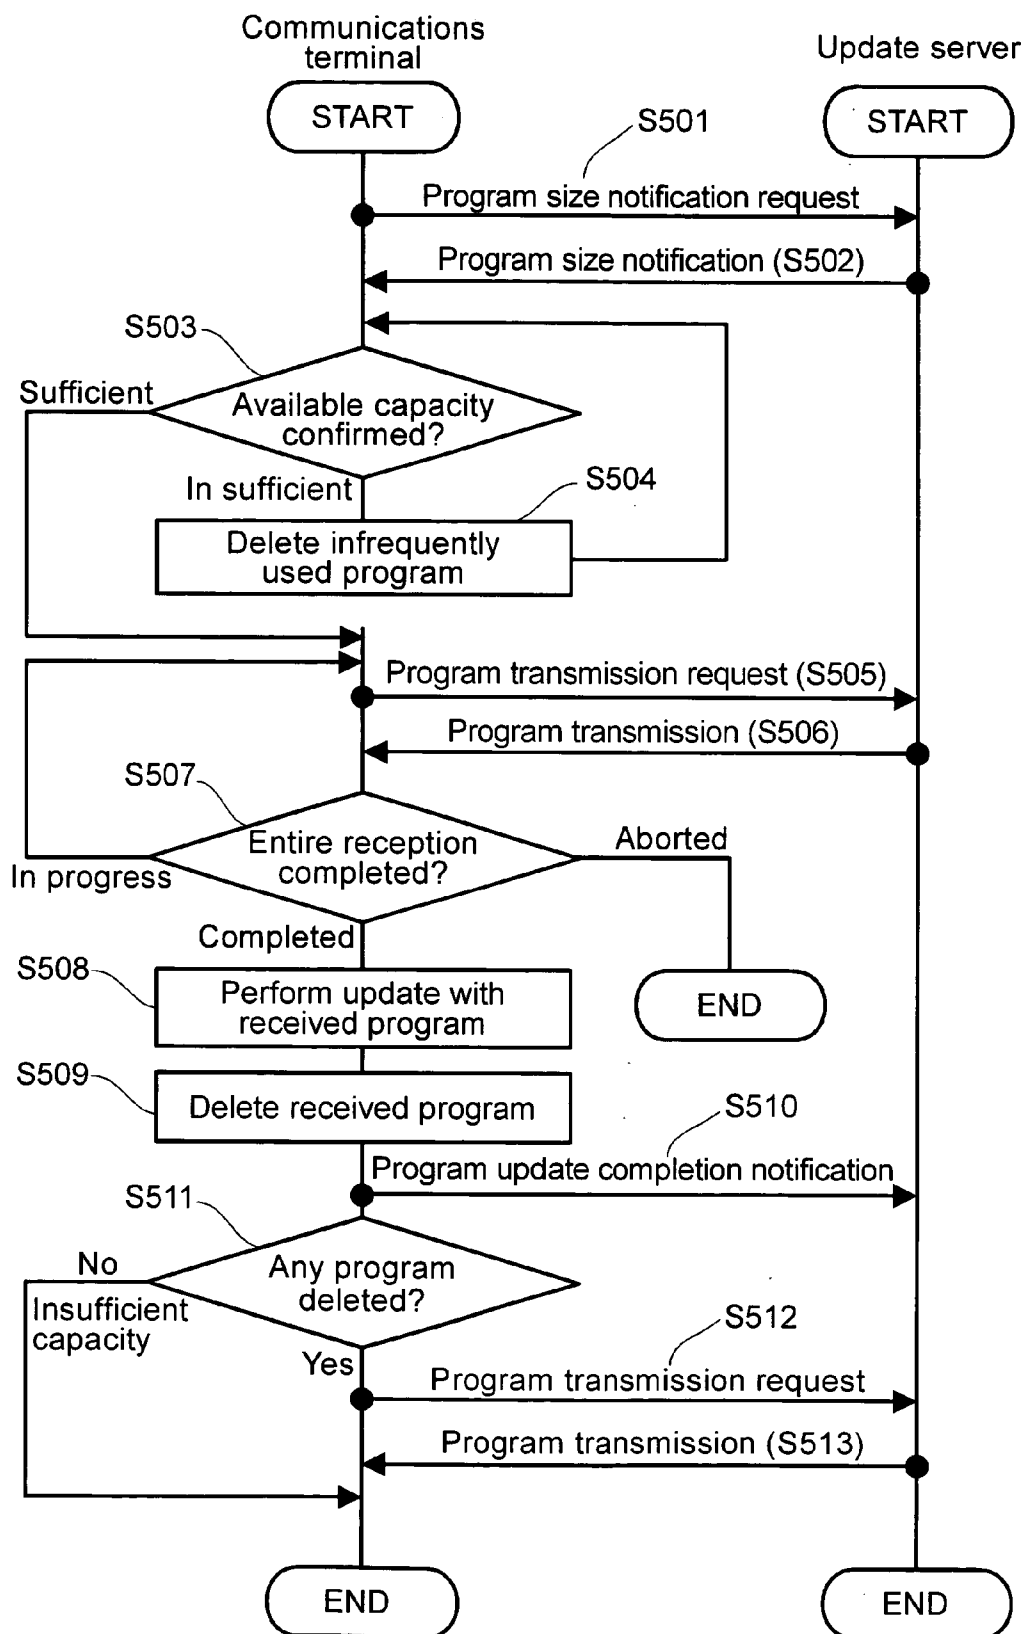 Communications
terminal
Update server
START
START
S501
Program size notification request
Program size notification (S502)
S503
Sufficient
Available capacity
confirmed?
In sufficient
S504
Delete infrequently
used program
Program transmission request (S505)
Program transmission (S506)
S507
Entire reception
completed?
Aborted
In progress
Completed
S508
Perform update with
received program
END
S509
Delete received program
S510
Program update completion notification
S511
No
Any program
deleted?
Insufficient
capacity
Yes
S512
Program transmission request
Program transmission (S513)
END
END